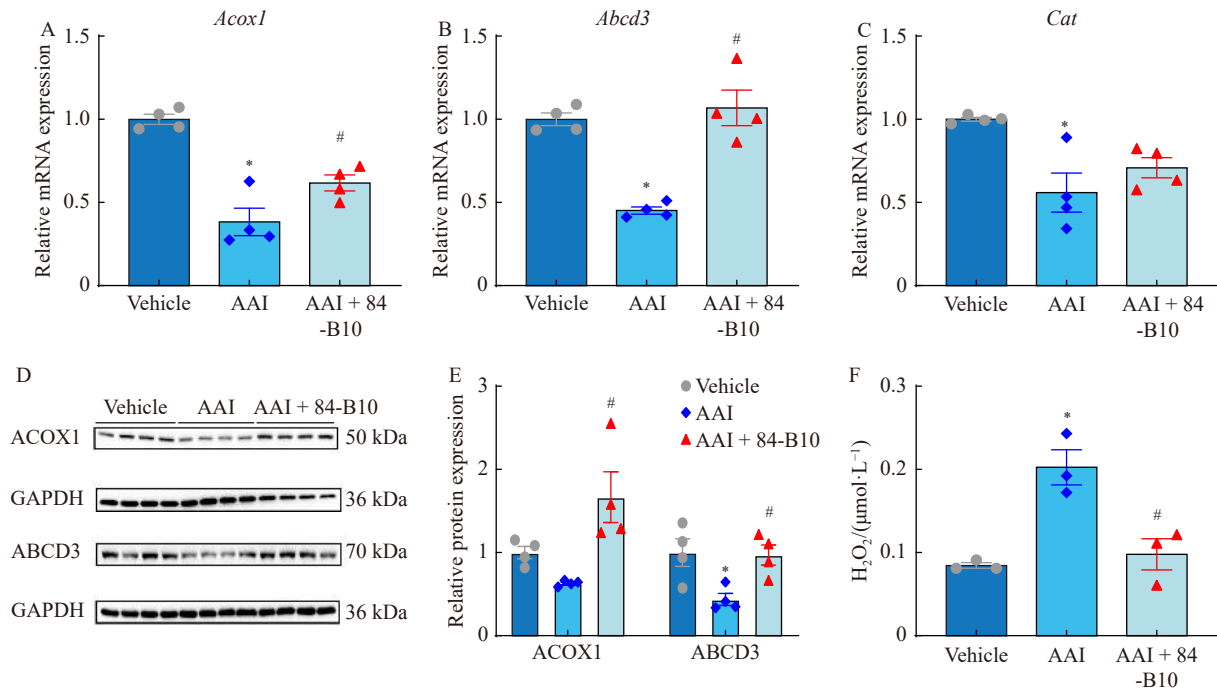 A
Acox1
Relative mRNA expression
1.5
1.0
0.5
0
*
#
Vehicle
AAI
AAI + 84
-B10
B
Abcd3
Relative mRNA expression
1.5
1.0
0.5
0
*
#
Vehicle
AAI
AAI + 84
-B10
C
Cat
Relative mRNA expression
1.5
1.0
0.5
0
*
Vehicle
AAI
AAI + 84
-B10
D
Vehicle AAI AAI + 84-B10
ACOX1 50 kDa
GAPDH 36 kDa
ABCD3 70 kDa
GAPDH 36 kDa
E
Relative protein expression
3
2
1
0
Vehicle
AAI
AAI + 84-B10
#
*
#
ACOX1
ABCD3
F
H₂O₂/(μmol·L⁻¹)
0.3
0.2
0.1
0
*
#
Vehicle
AAI
AAI + 84
-B10